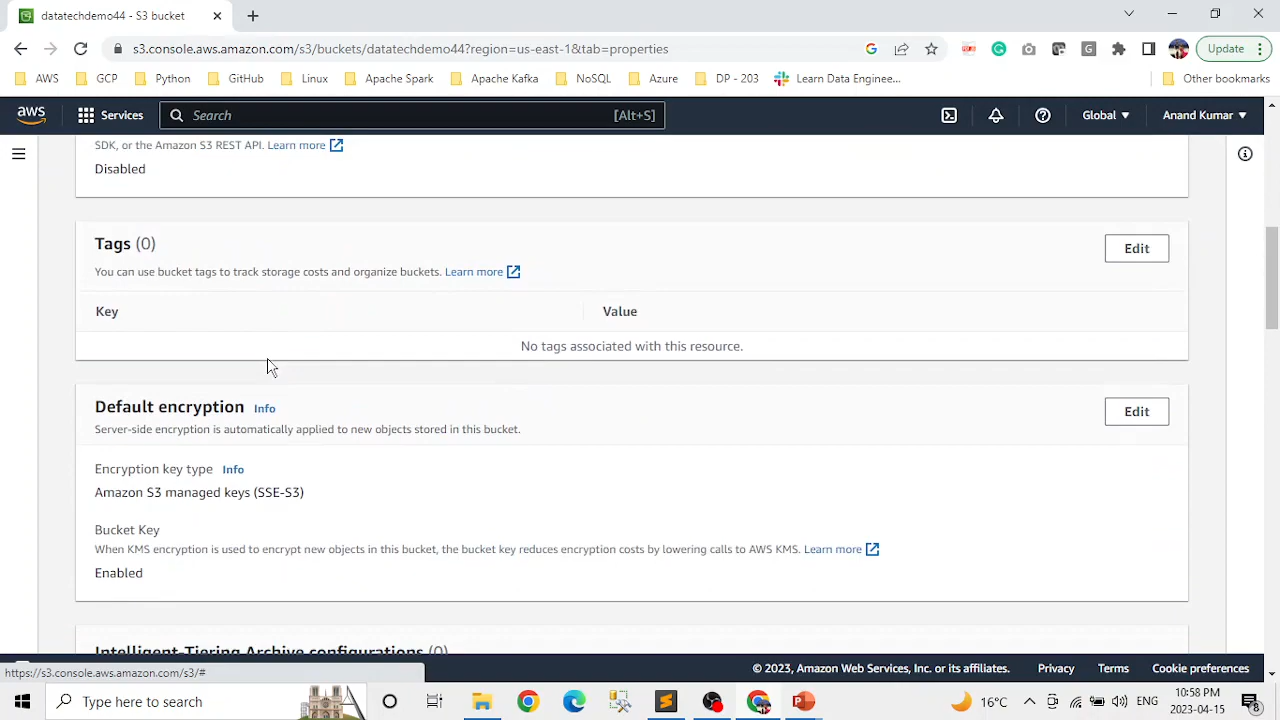 datatechdemo44 - S3 bucket
s3.console.aws.amazon.com/s3/buckets/datatechdemo44?region=us-east-1&tab=properties
Update
AWS GCP Python GitHub Linux Apache Spark Apache Kafka NoSQL Azure DP - 203 Learn Data Enginee... Other bookmarks
aws Services Search [Alt+S] Global Anand Kumar
SDK, or the Amazon S3 REST API. Learn more
Disabled
Tags (0)
Edit
You can use bucket tags to track storage costs and organize buckets. Learn more
Key Value
No tags associated with this resource.
Default encryption Info
Edit
Server-side encryption is automatically applied to new objects stored in this bucket.
Encryption key type Info
Amazon S3 managed keys (SSE-S3)
Bucket Key
When KMS encryption is used to encrypt new objects in this bucket, the bucket key reduces encryption costs by lowering calls to AWS KMS. Learn more
Enabled
Intelligent-Tiering Archive configurations (0)
https://s3.console.aws.amazon.com/s3/#
© 2023, Amazon Web Services, Inc. or its affiliates. Privacy Terms Cookie preferences
Type here to search
16°C
ENG
10:58 PM
2023-04-15
8